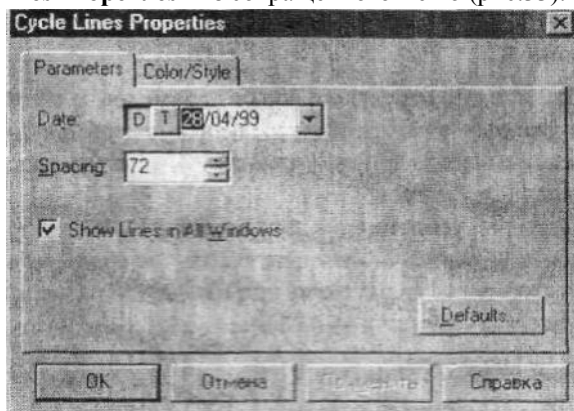 Cycle Lines Properties
Parameters Color/Style
Date: D T 28/04/99
Spacing: 72
Show Lines in All Windows
Defaults...
OK Отмена Справка